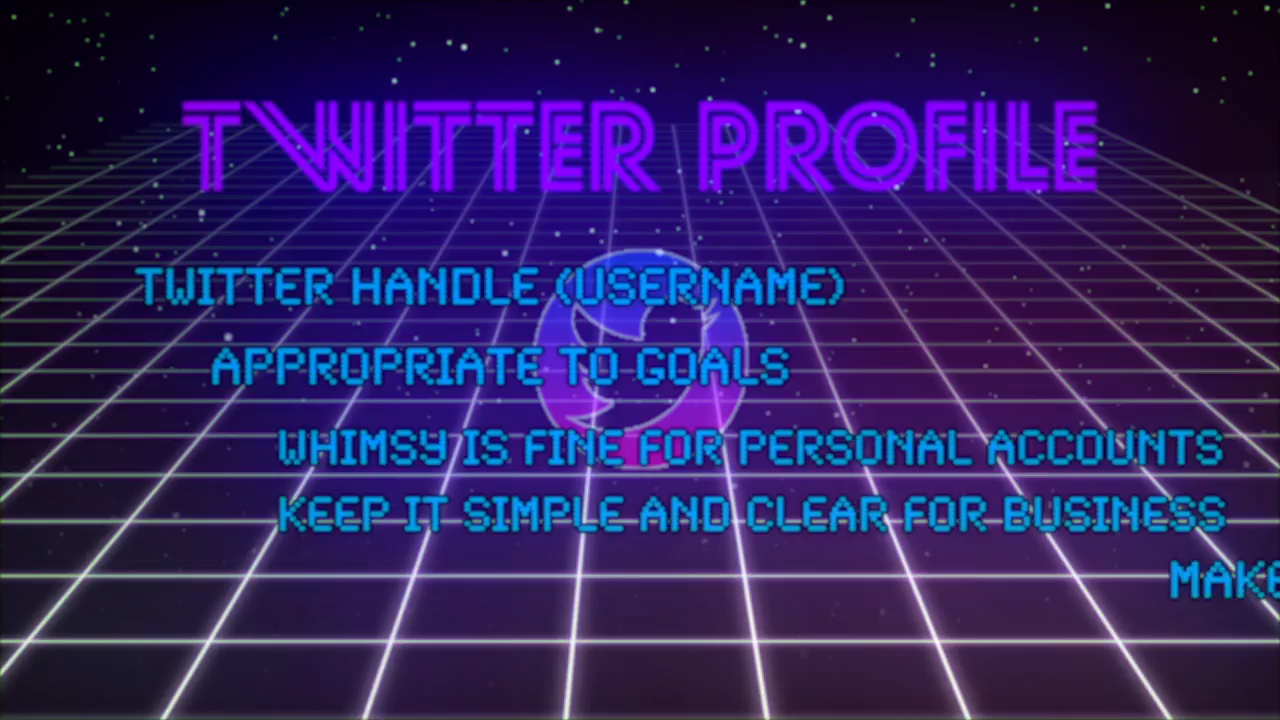 TWITTER PROFILE
TWITTER HANDLE (USERNAME)
APPROPRIATE TO GOALS
WHIMSY IS FINE FOR PERSONAL ACCOUNTS
KEEP IT SIMPLE AND CLEAR FOR BUSINESS
MAKE